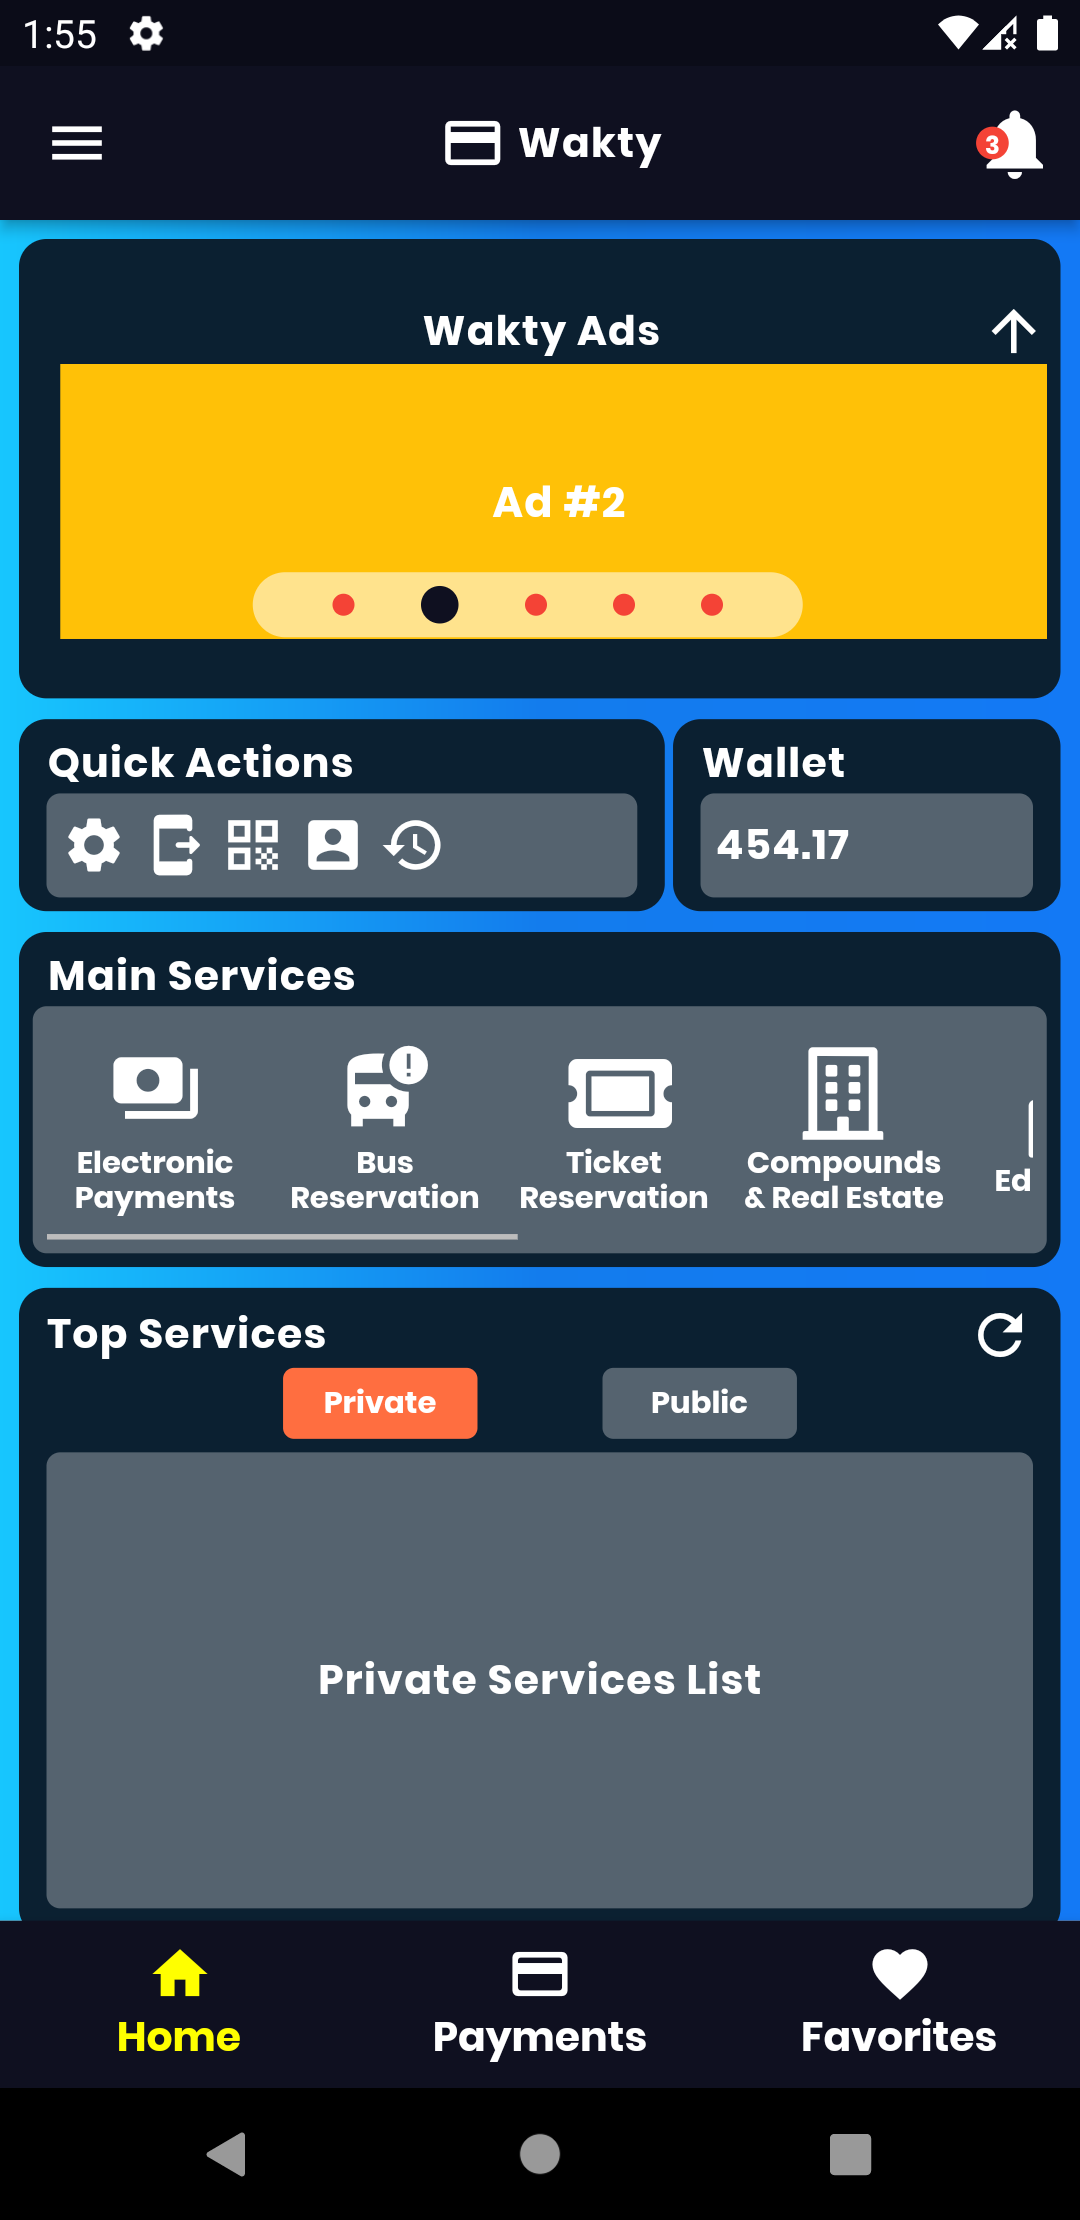 1:55
Wakty
3
Wakty Ads
Ad #2
Quick Actions
Wallet
454.17
Main Services
Electronic
Payments
Bus
Reservation
Ticket
Reservation
Compounds
& Real Estate
Ed
Top Services
Private
Public
Private Services List
Home
Payments
Favorites